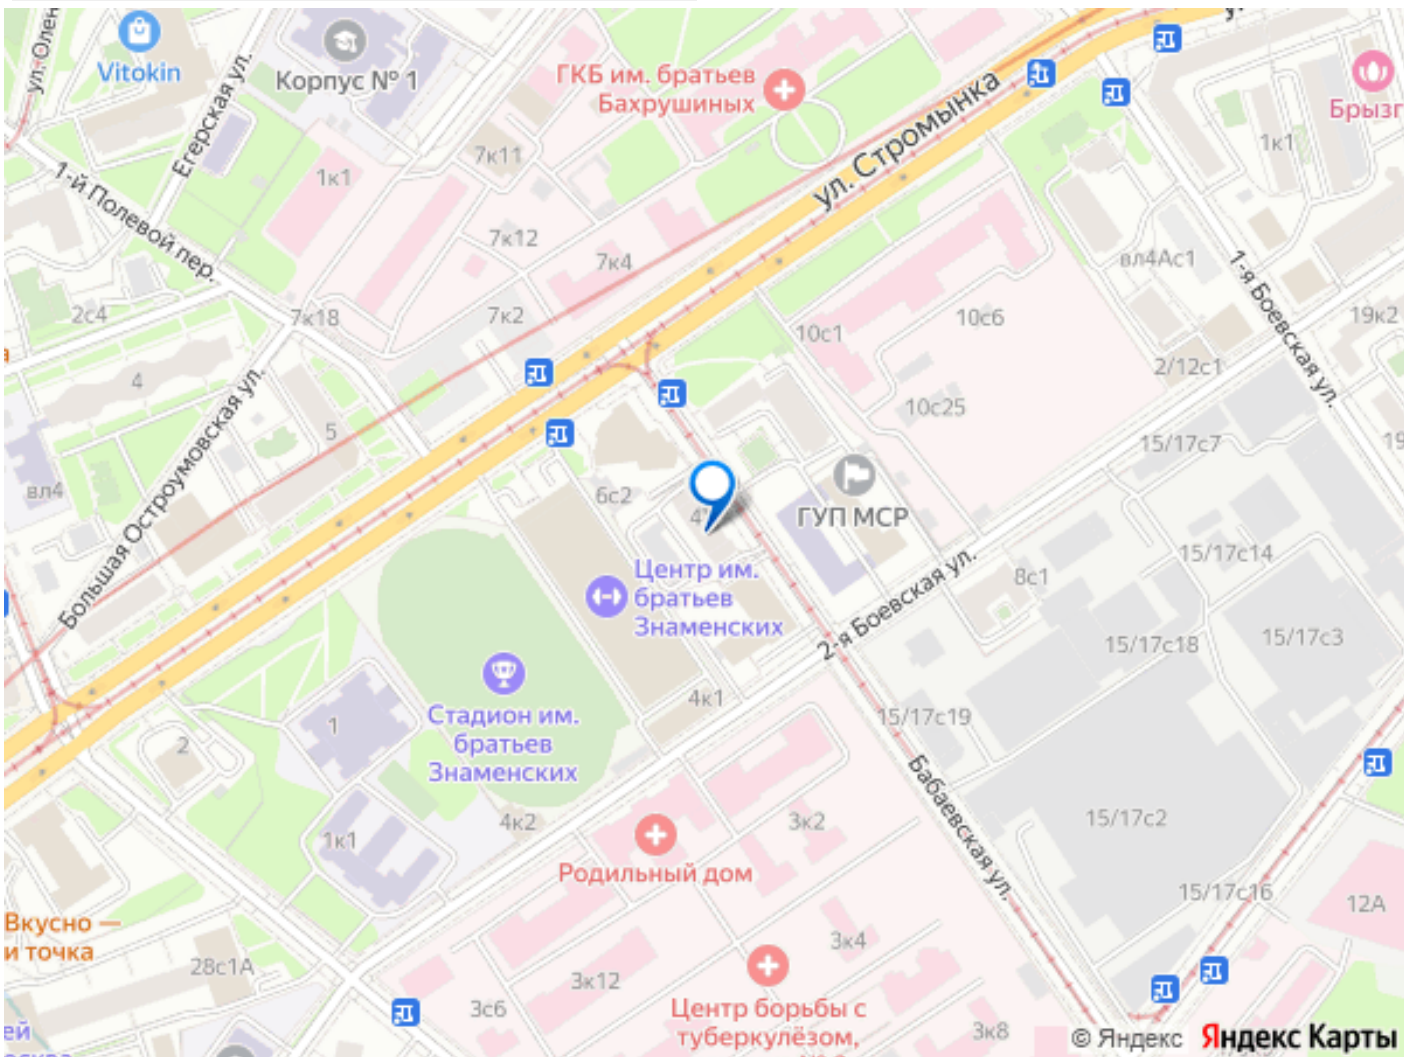 ул. Олен
Vitokin
Егерская ул.
Корпус № 1
ГКБ им. братьев
Бахрушиных
ул. Стромынка
Брызг
1к1
7к11
1к1
1-й Полевой пер.
7к12
7к4
вл4Ас1
1-я Боевская ул.
2с4
7к18
7к2
10с1
10с6
19к2
4
2/12с1
Большая Остроумовская ул.
5
10с25
15/17с7
19
вл4
6с2
ГУП МСР
15/17с14
Центр им.
братьев
Знаменских
2-я Боевская ул.
8с1
15/17с18
15/17с3
4к1
Стадион им.
братьев
Знаменских
1
2
15/17с19
Бабаевская ул.
1к1
4к2
3к2
15/17с2
Родильный дом
15/17с16
12А
Вкусно —
и точка
28с1А
3к4
3к12
3с6
Центр борьбы с
туберкулёзом,
3к8
ей
© Яндекс
Яндекс Карты